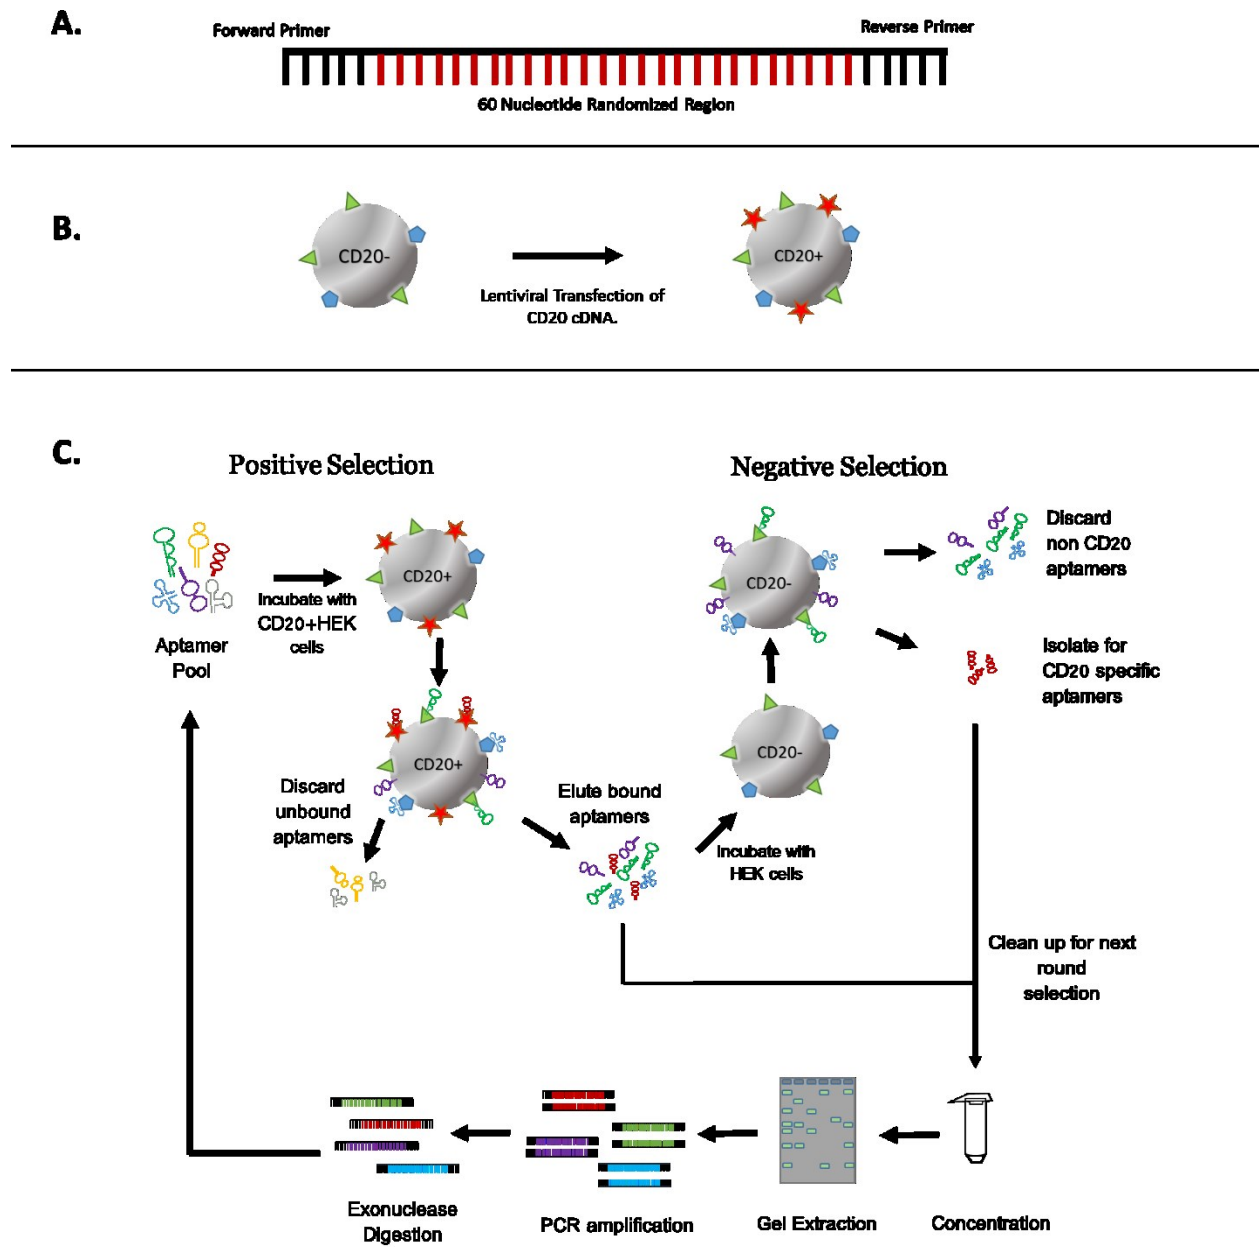 A.
Forward Primer
Reverse Primer
60 Nucleotide Randomized Region
B.
CD20-
CD20+
Lentiviral Transfection of
CD20 cDNA.
C.
Positive Selection
Negative Selection
Aptamer
Pool
Incubate with
CD20+HEK
cells
CD20+
CD20+
Discard
unbound
aptamers
Elute bound
aptamers
Incubate with
HEK cells
CD20-
CD20-
Discard
non CD20
aptamers
Isolate for
CD20 specific
aptamers
Clean up for next
round
selection
Exonuclease
Digestion
PCR amplification
Gel Extraction
Concentration